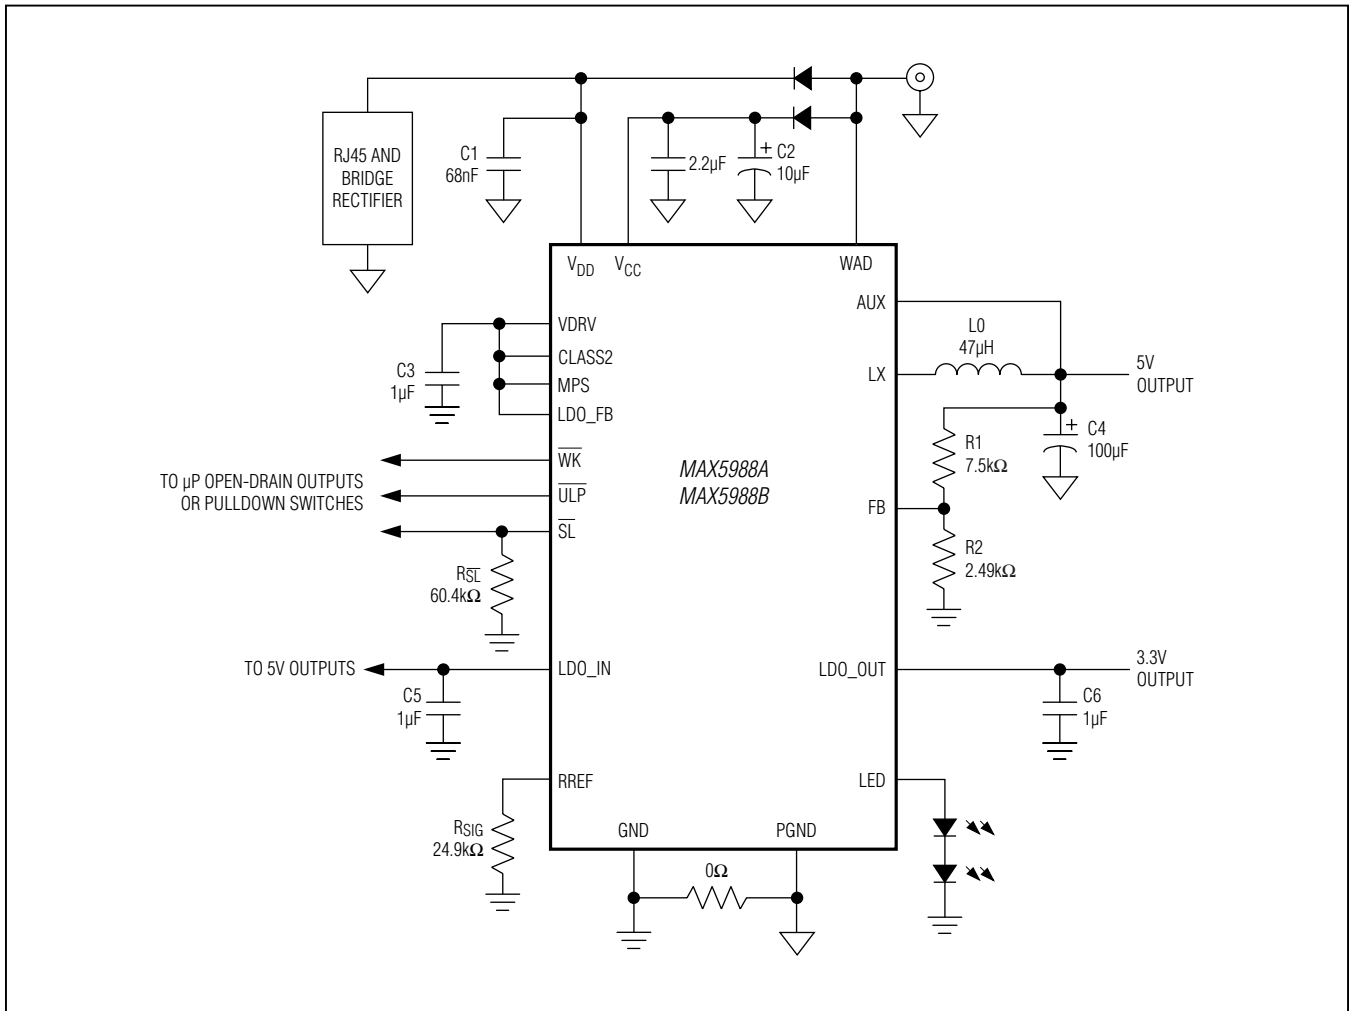 RJ45 AND
BRIDGE
RECTIFIER
C1
68nF
2.2µF
+ C2
10µF
VDD
VCC
WAD
AUX
VDRV
CLASS2
MPS
LDO_FB
C3
1µF
L0
47µH
LX
5V
OUTPUT
+ C4
100µF
R1
7.5kΩ
FB
R2
2.49kΩ
WK
ULP
SL
TO µP OPEN-DRAIN OUTPUTS
OR PULLDOWN SWITCHES
MAX5988A
MAX5988B
RSL
60.4kΩ
TO 5V OUTPUTS
LDO_IN
C5
1µF
LDO_OUT
3.3V
OUTPUT
C6
1µF
RREF
RSIG
24.9kΩ
LED
GND
PGND
0Ω